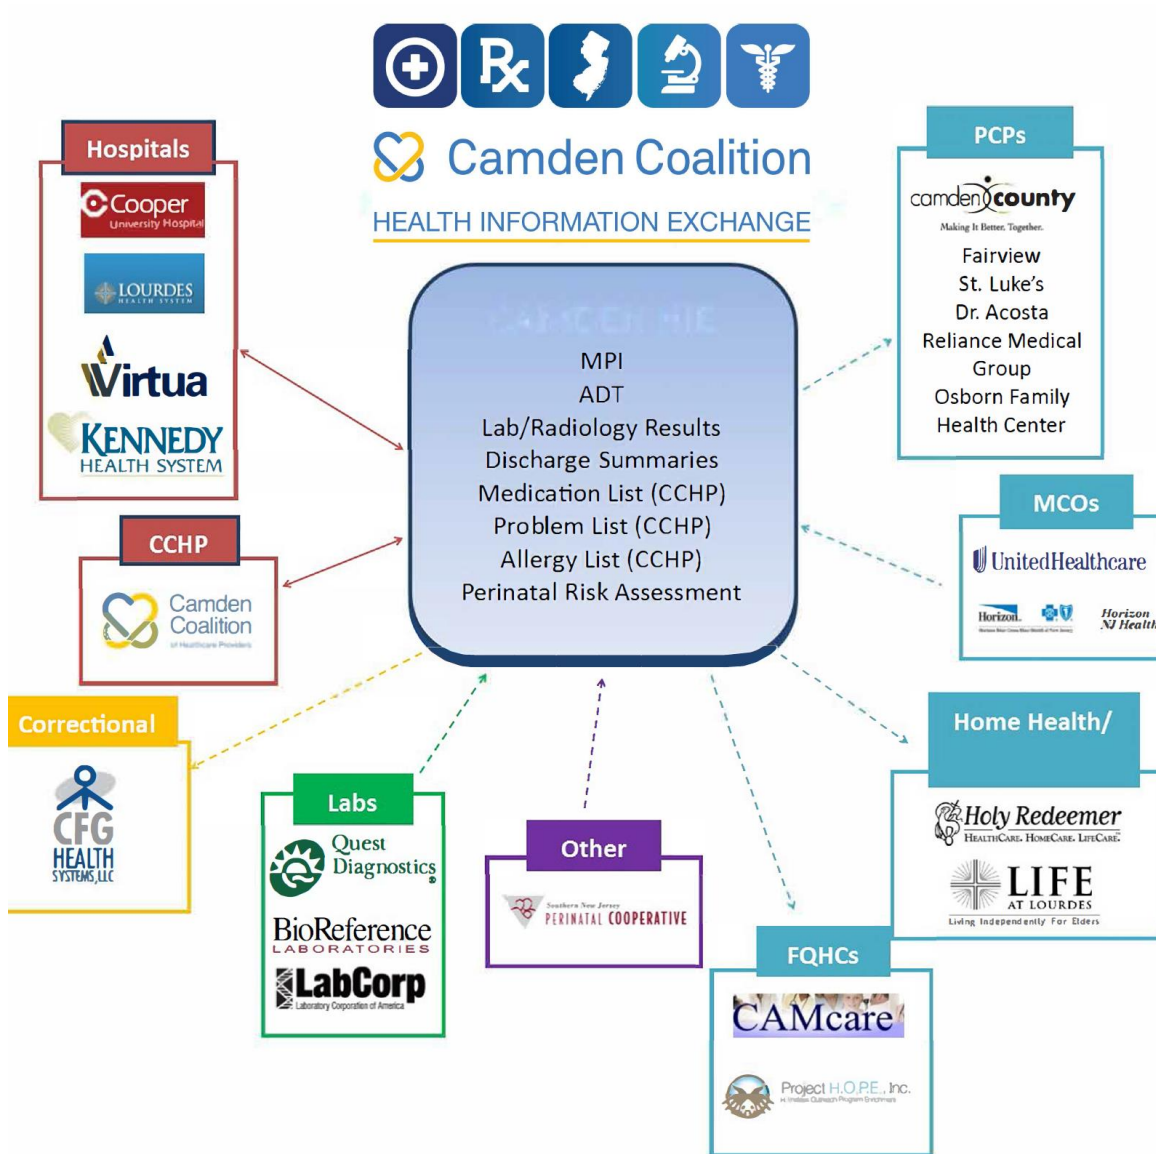 Rx
Camden Coalition
HEALTH INFORMATION EXCHANGE
Hospitals
Cooper
University Hospital
LOURDES
HEALTH SYSTEM
Virtua
KENNEDY
HEALTH SYSTEM
CCHP
Camden
Coalition
of Healthcare Providers
Correctional
CFG
HEALTH
SYSTEMS, LLC
MPI
ADT
Lab/Radiology Results
Discharge Summaries
Medication List (CCHP)
Problem List (CCHP)
Allergy List (CCHP)
Perinatal Risk Assessment
Labs
Quest
Diagnostics®
BioReference
LABORATORIES
LabCorp
Laboratory Corporation of America
Other
Southern New Jersey
PERINATAL COOPERATIVE
PCPs
camden county
Making It Better, Together.
Fairview
St. Luke's
Dr. Acosta
Reliance Medical
Group
Osborn Family
Health Center
MCOs
UnitedHealthcare
Horizon
Horizon
NJ Health
Home Health/
Holy Redeemer
HEALTHCARE. HOMECARE. LIFECARE.
LIFE
AT LOURDES
Living Independently For Elders
FQHCs
CAMcare
Project H.O.P.E., Inc.